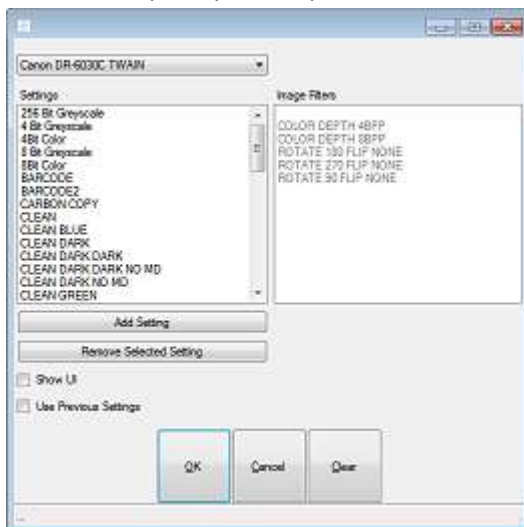 Canon DR-6030C TWAIN
Settings
256 Bit Greyscale
4 Bit Greyscale
4Bit Color
8 Bit Greyscale
8Bit Color
BARCODE
BARCODE2
CARBON COPY
CLEAN
CLEAN BLUE
CLEAN DARK
CLEAN DARK DARK
CLEAN DARK DARK NO MD
CLEAN DARK NO MD
CLEAN GREEN
Image Filters
COLOR DEPTH 4BPP
COLOR DEPTH 8BPP
ROTATE 180 FLIP NONE
ROTATE 270 FLIP NONE
ROTATE 90 FLIP NONE
Add Setting
Remove Selected Setting
Show UI
Use Previous Settings
OK
Cancel
Clear
...